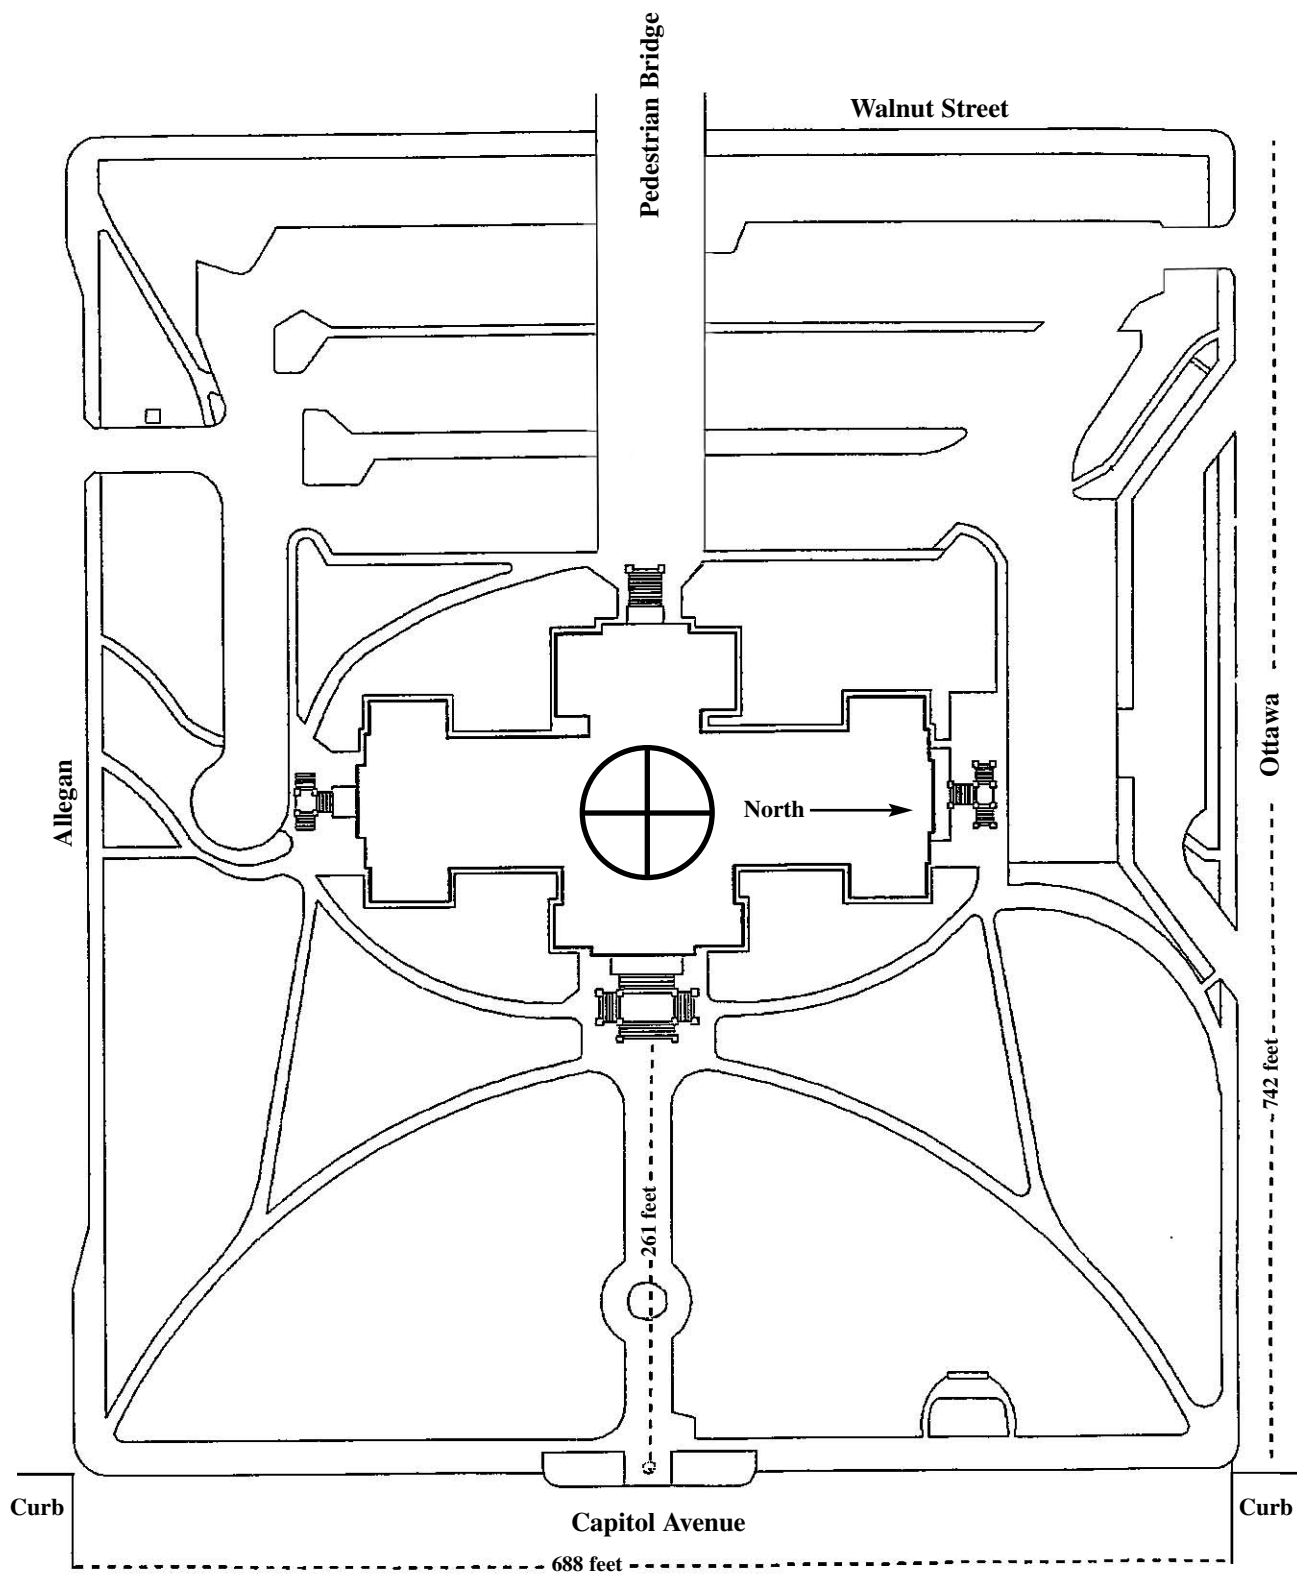 Pedestrian Bridge
Walnut Street
Ottawa
North
Allegan
742 feet
261 feet
Curb
Capitol Avenue
Curb
688 feet